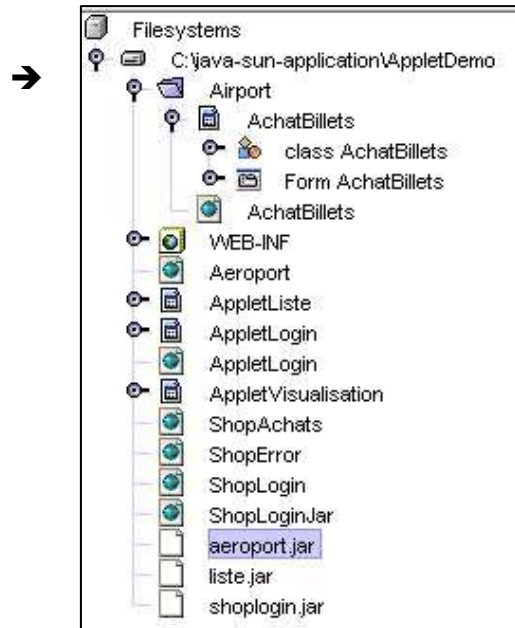 Filesystems
C:\java-sun-application\AppletDemo
Airport
AchatBillets
class AchatBillets
Form AchatBillets
AchatBillets
WEB-INF
Aeroport
AppletListe
AppletLogin
AppletLogin
AppletVisualisation
ShopAchats
ShopError
ShopLogin
ShopLoginJar
aeroport.jar
liste.jar
shoplogin.jar